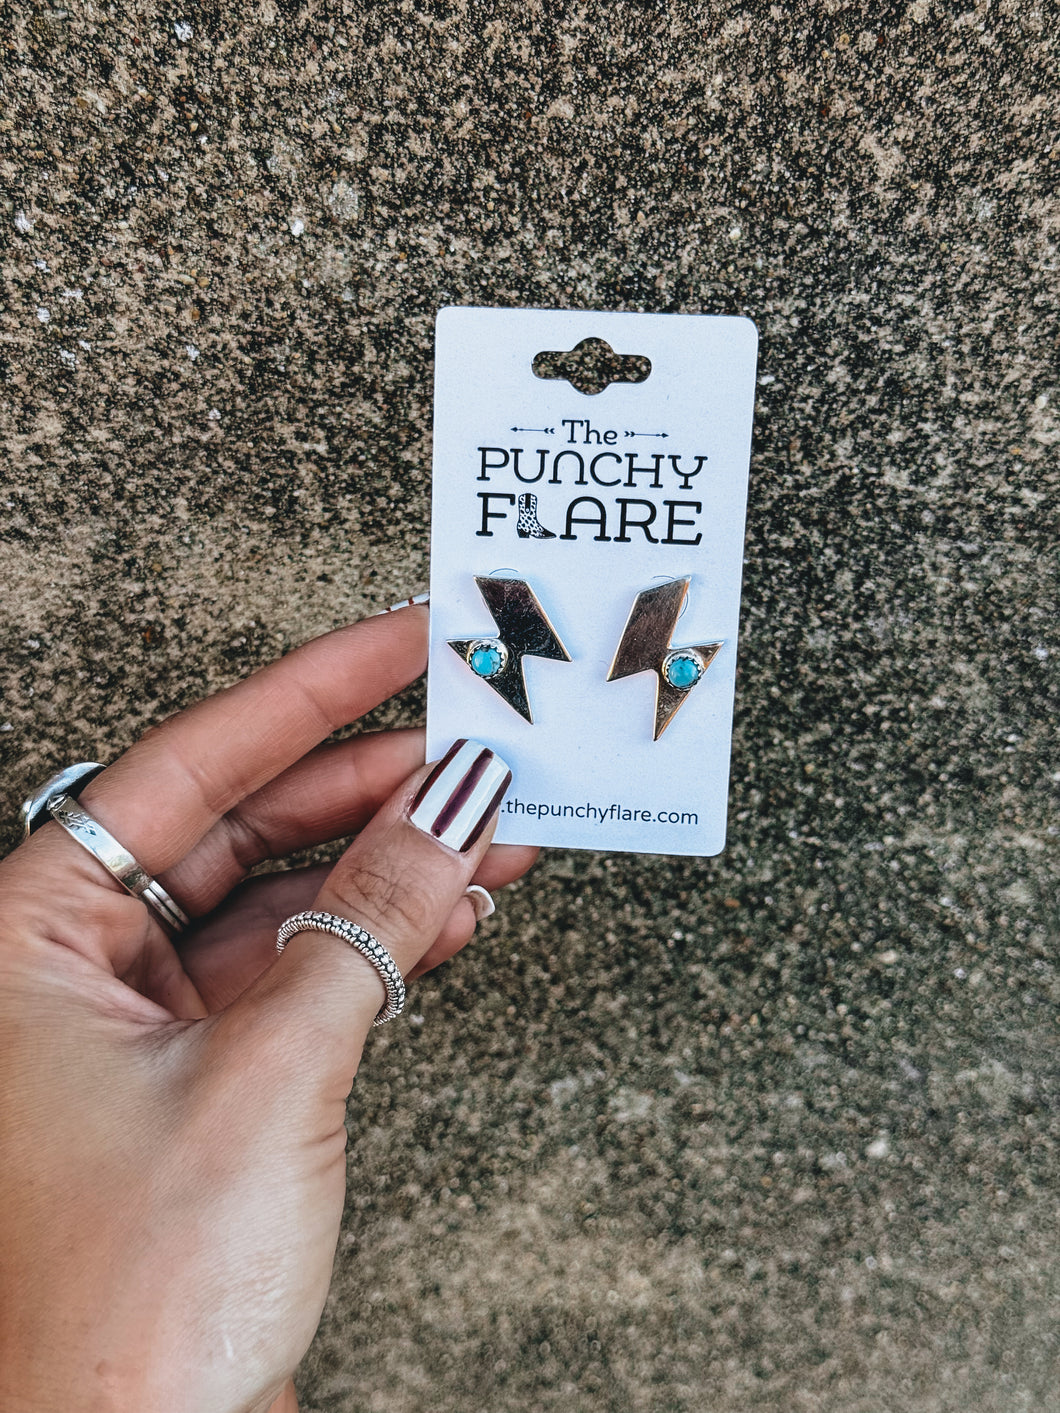 The
PUNCHY
FLARE
.thepunchyflare.com